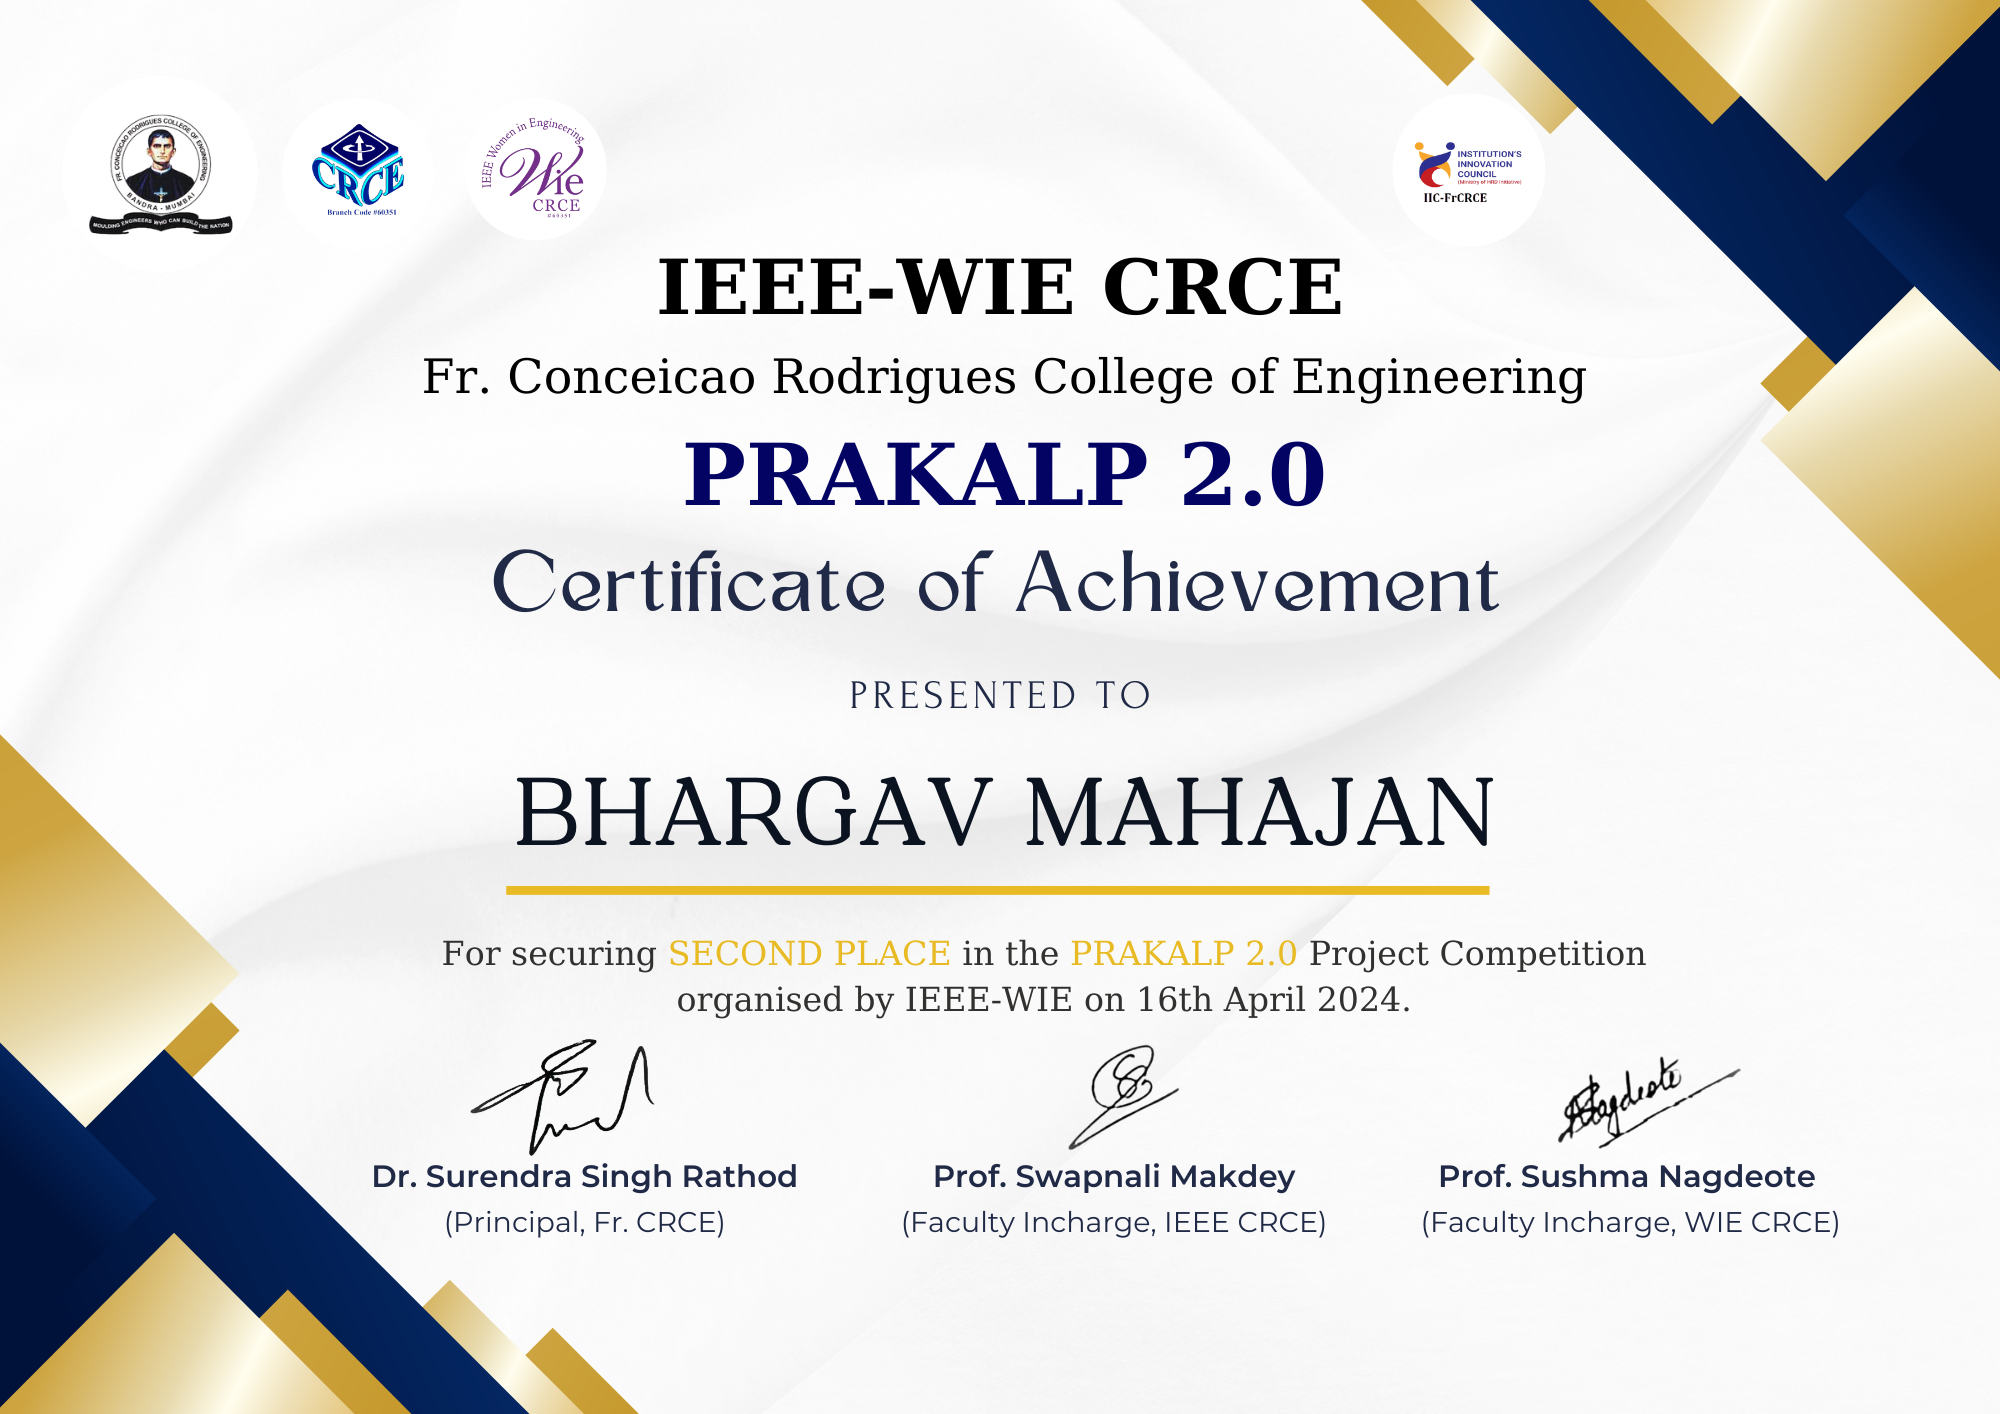 FR. CONCEICAO RODRIGUES COLLEGE OF ENGINEERING
BANDRA - MUMBAI
MOULDING ENGINEERS WHO CAN BUILD THE NATION
CRCE
Branch Code #60351
IEEE Women in Engineering
Wie
CRCE
#60351
INSTITUTION'S
INNOVATION
COUNCIL
(Ministry of HRD Initiative)
IIC-FrCRCE
IEEE-WIE CRCE
Fr. Conceicao Rodrigues College of Engineering
PRAKALP 2.0
Certificate of Achievement
PRESENTED TO
BHARGAV MAHAJAN
For securing SECOND PLACE in the PRAKALP 2.0 Project Competition
organised by IEEE-WIE on 16th April 2024.
Nagdeote
Dr. Surendra Singh Rathod
(Principal, Fr. CRCE)
Prof. Swapnali Makdey
(Faculty Incharge, IEEE CRCE)
Prof. Sushma Nagdeote
(Faculty Incharge, WIE CRCE)